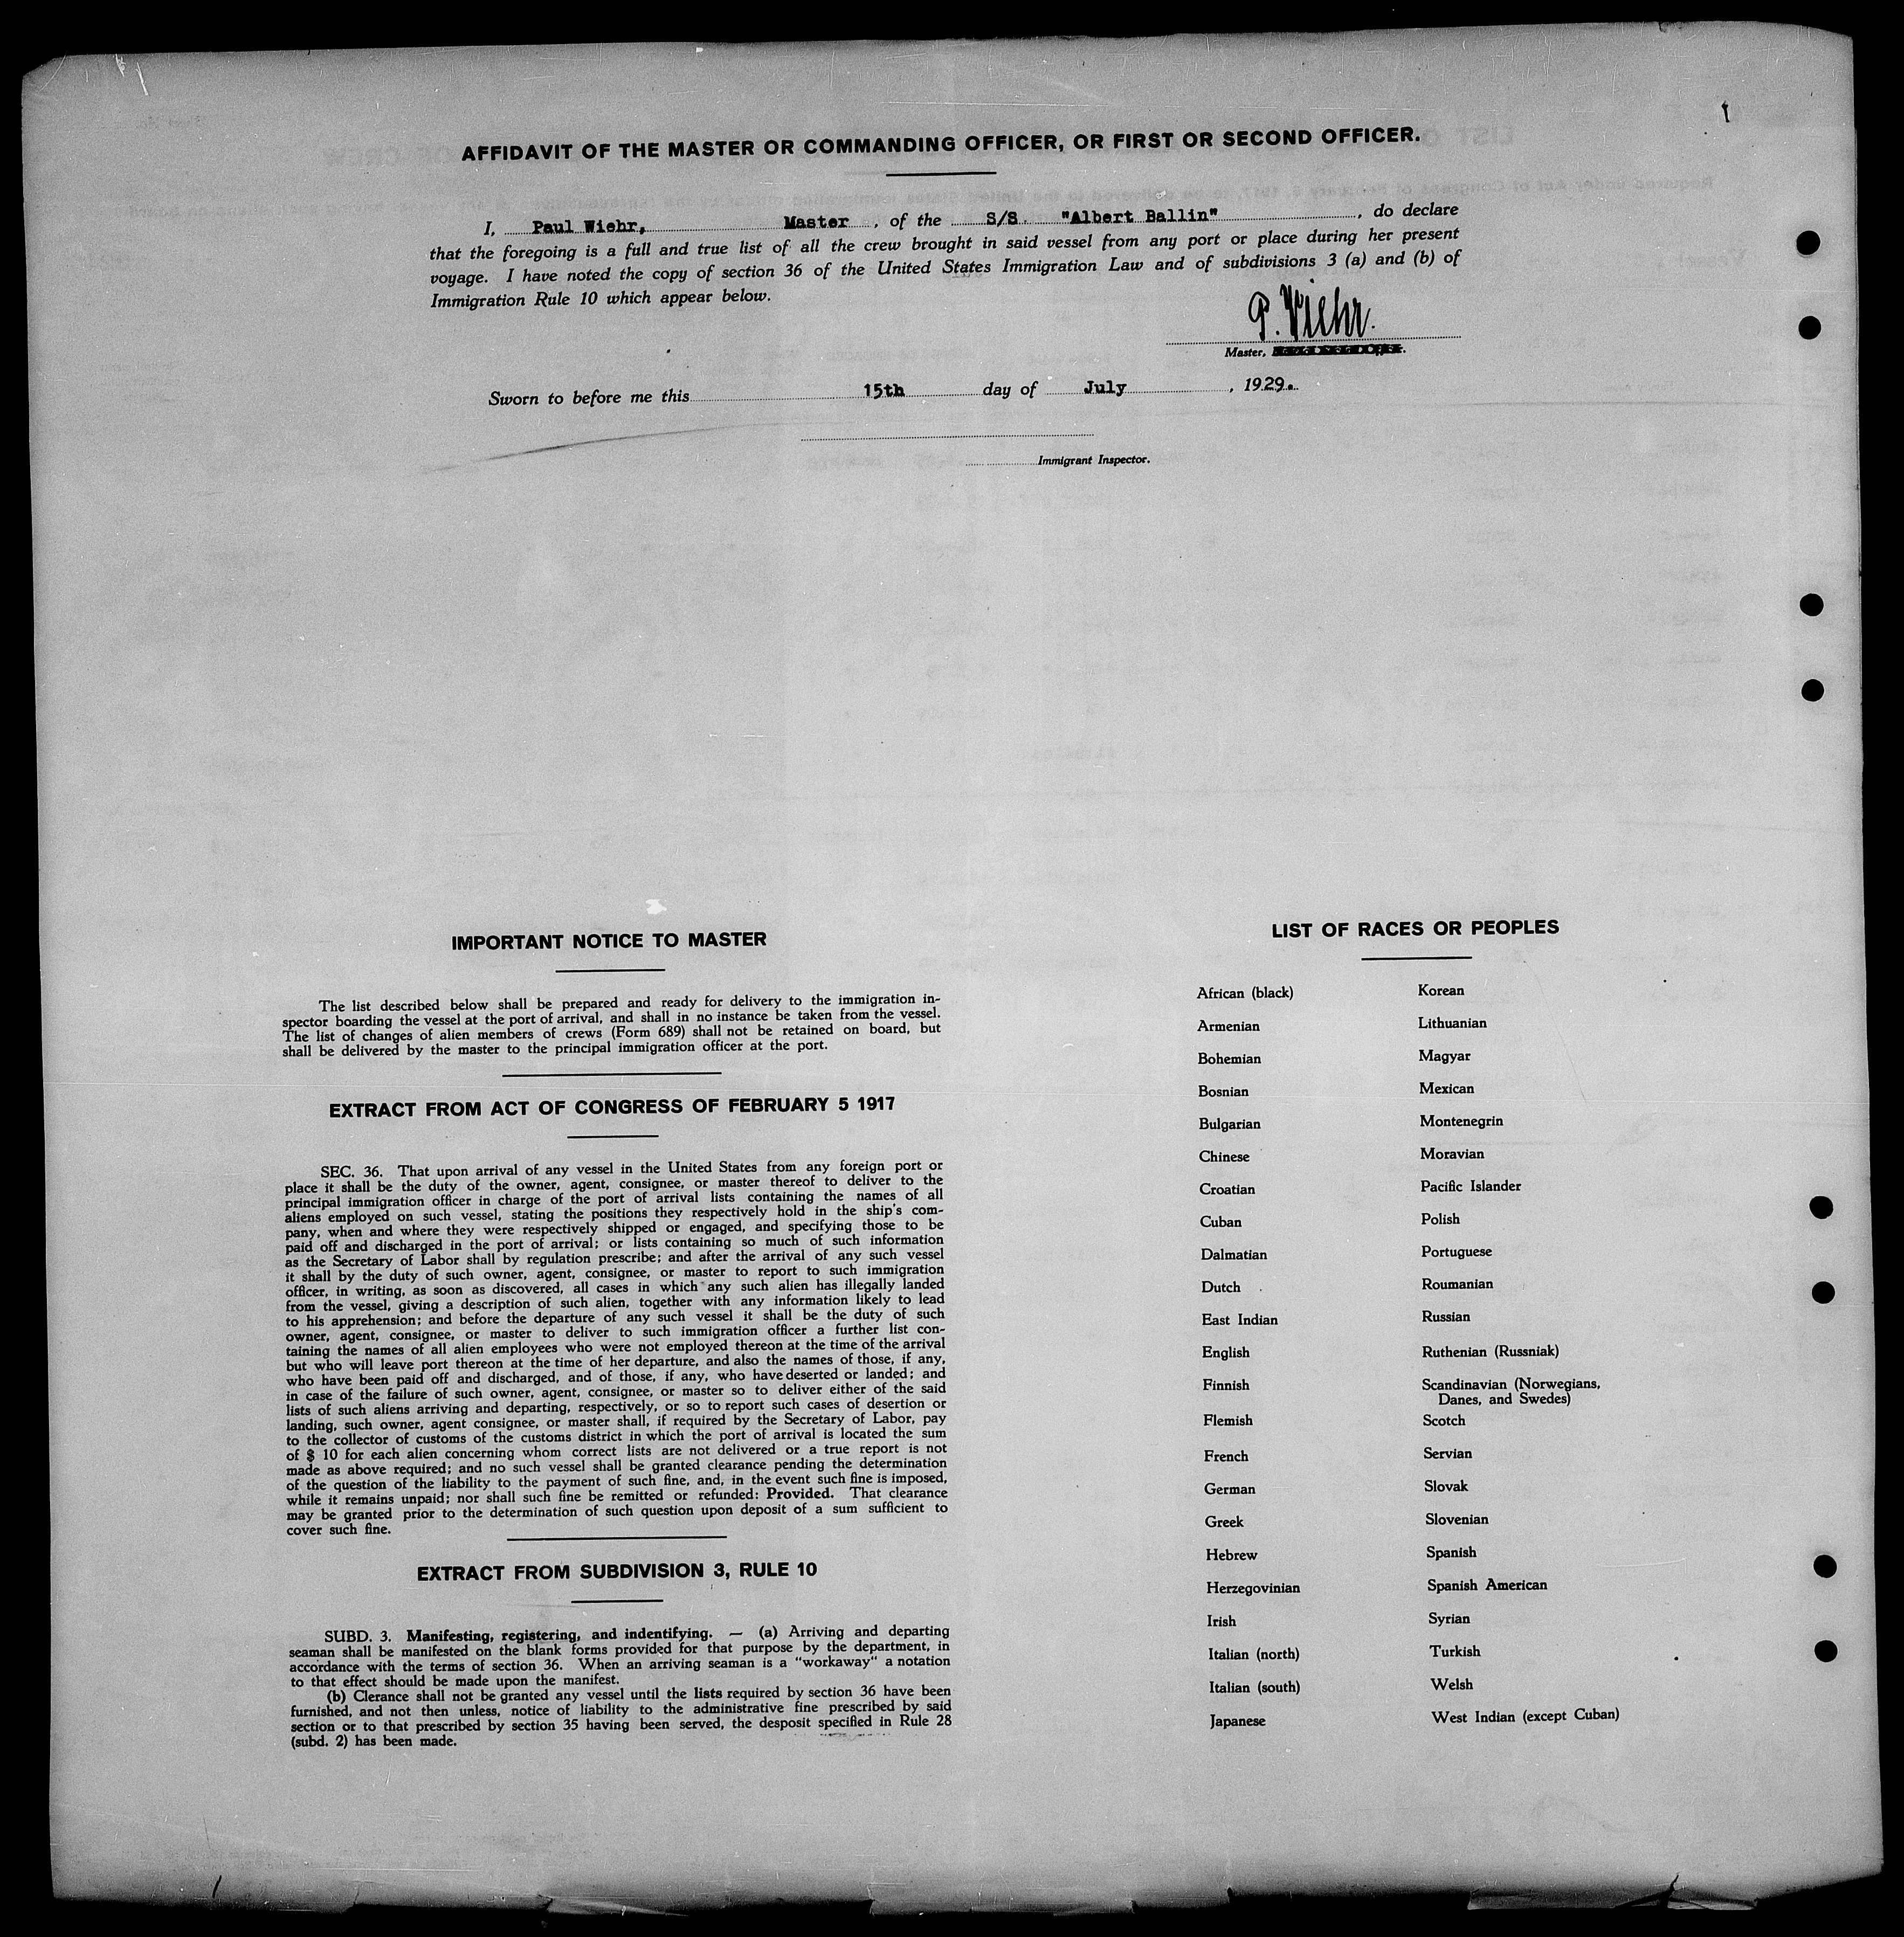 AFFIDAVIT OF THE MASTER OR COMMANDING OFFICER, OR FIRST OR SECOND OFFICER.
I, Paul Wiehr, Master, of the S/S. "Albert Ballin", do declare
that the foregoing is a full and true list of all the crew brought in said vessel from any port or place during her present
voyage. I have noted the copy of section 36 of the United States Immigration Law and of subdivisions 3 (a) and (b) of
Immigration Rule 10 which appear below.
P. Wiehr.
Master,
Sworn to before me this 15th day of July, 1929.
Immigrant Inspector.
IMPORTANT NOTICE TO MASTER
The list described below shall be prepared and ready for delivery to the immigration in-
spector boarding the vessel at the port of arrival, and shall in no instance be taken from the vessel.
The list of changes of alien members of crews (Form 689) shall not be retained on board, but
shall be delivered by the master to the principal immigration officer at the port.
EXTRACT FROM ACT OF CONGRESS OF FEBRUARY 5 1917
SEC. 36. That upon arrival of any vessel in the United States from any foreign port or
place it shall be the duty of the owner, agent, consignee, or master thereof to deliver to the
principal immigration officer in charge of the port of arrival lists containing the names of all
aliens employed on such vessel, stating the positions they respectively hold in the ship's com-
pany, when and where they were respectively shipped or engaged, and specifying those to be
paid off and discharged in the port of arrival; or lists containing so much of such information
as the Secretary of Labor shall by regulation prescribe; and after the arrival of any such vessel
it shall by the duty of such owner, agent, consignee, or master to report to such immigration
officer, in writing, as soon as discovered, all cases in which any such alien has illegally landed
from the vessel, giving a description of such alien, together with any information likely to lead
to his apprehension; and before the departure of any such vessel it shall be the duty of such
owner, agent, consignee, or master to deliver to such immigration officer a further list con-
taining the names of all alien employees who were not employed thereon at the time of the arrival
but who will leave port thereon at the time of her departure, and also the names of those, if any,
who have been paid off and discharged, and of those, if any, who have deserted or landed; and
in case of the failure of such owner, agent, consignee, or master so to deliver either of the said
lists of such aliens arriving and departing, respectively, or so to report such cases of desertion or
landing, such owner, agent consignee, or master shall, if required by the Secretary of Labor, pay
to the collector of customs of the customs district in which the port of arrival is located the sum
of $ 10 for each alien concerning whom correct lists are not delivered or a true report is not
made as above required; and no such vessel shall be granted clearance pending the determination
of the question of the liability to the payment of such fine, and, in the event such fine is imposed,
while it remains unpaid; nor shall such fine be remitted or refunded: Provided. That clearance
may be granted prior to the determination of such question upon deposit of a sum sufficient to
cover such fine.
EXTRACT FROM SUBDIVISION 3, RULE 10
SUBD. 3. Manifesting, registering, and indentifying. — (a) Arriving and departing
seaman shall be manifested on the blank forms provided for that purpose by the department, in
accordance with the terms of section 36. When an arriving seaman is a "workaway" a notation
to that effect should be made upon the manifest.
(b) Clerance shall not be granted any vessel until the lists required by section 36 have been
furnished, and not then unless, notice of liability to the administrative fine prescribed by said
section or to that prescribed by section 35 having been served, the desposit specified in Rule 28
(subd. 2) has been made.
LIST OF RACES OR PEOPLES
African (black)
Armenian
Bohemian
Bosnian
Bulgarian
Chinese
Croatian
Cuban
Dalmatian
Dutch
East Indian
English
Finnish
Flemish
French
German
Greek
Hebrew
Herzegovinian
Irish
Italian (north)
Italian (south)
Japanese
Korean
Lithuanian
Magyar
Mexican
Montenegrin
Moravian
Pacific Islander
Polish
Portuguese
Roumanian
Russian
Ruthenian (Russniak)
Scandinavian (Norwegians,
Danes, and Swedes)
Scotch
Servian
Slovak
Slovenian
Spanish
Spanish American
Syrian
Turkish
Welsh
West Indian (except Cuban)